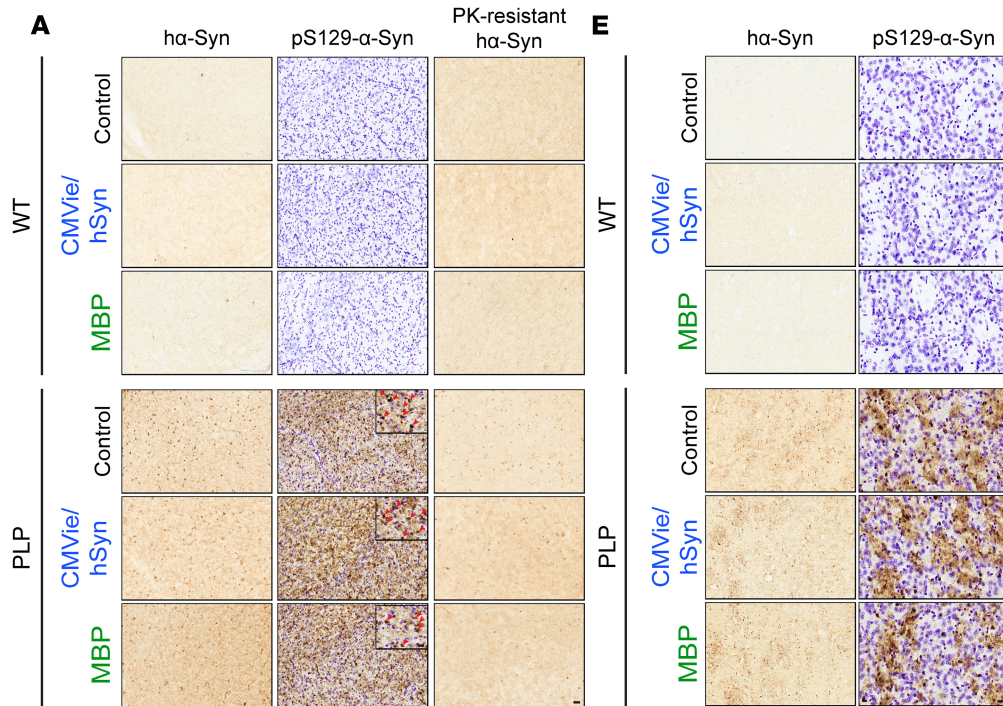 A
hα-Syn
pS129-α-Syn
PK-resistant
hα-Syn
WT
Control
CMVie/
hSyn
MBP
PLP
Control
CMVie/
hSyn
MBP
E
hα-Syn
pS129-α-Syn
WT
Control
CMVie/
hSyn
MBP
PLP
Control
CMVie/
hSyn
MBP